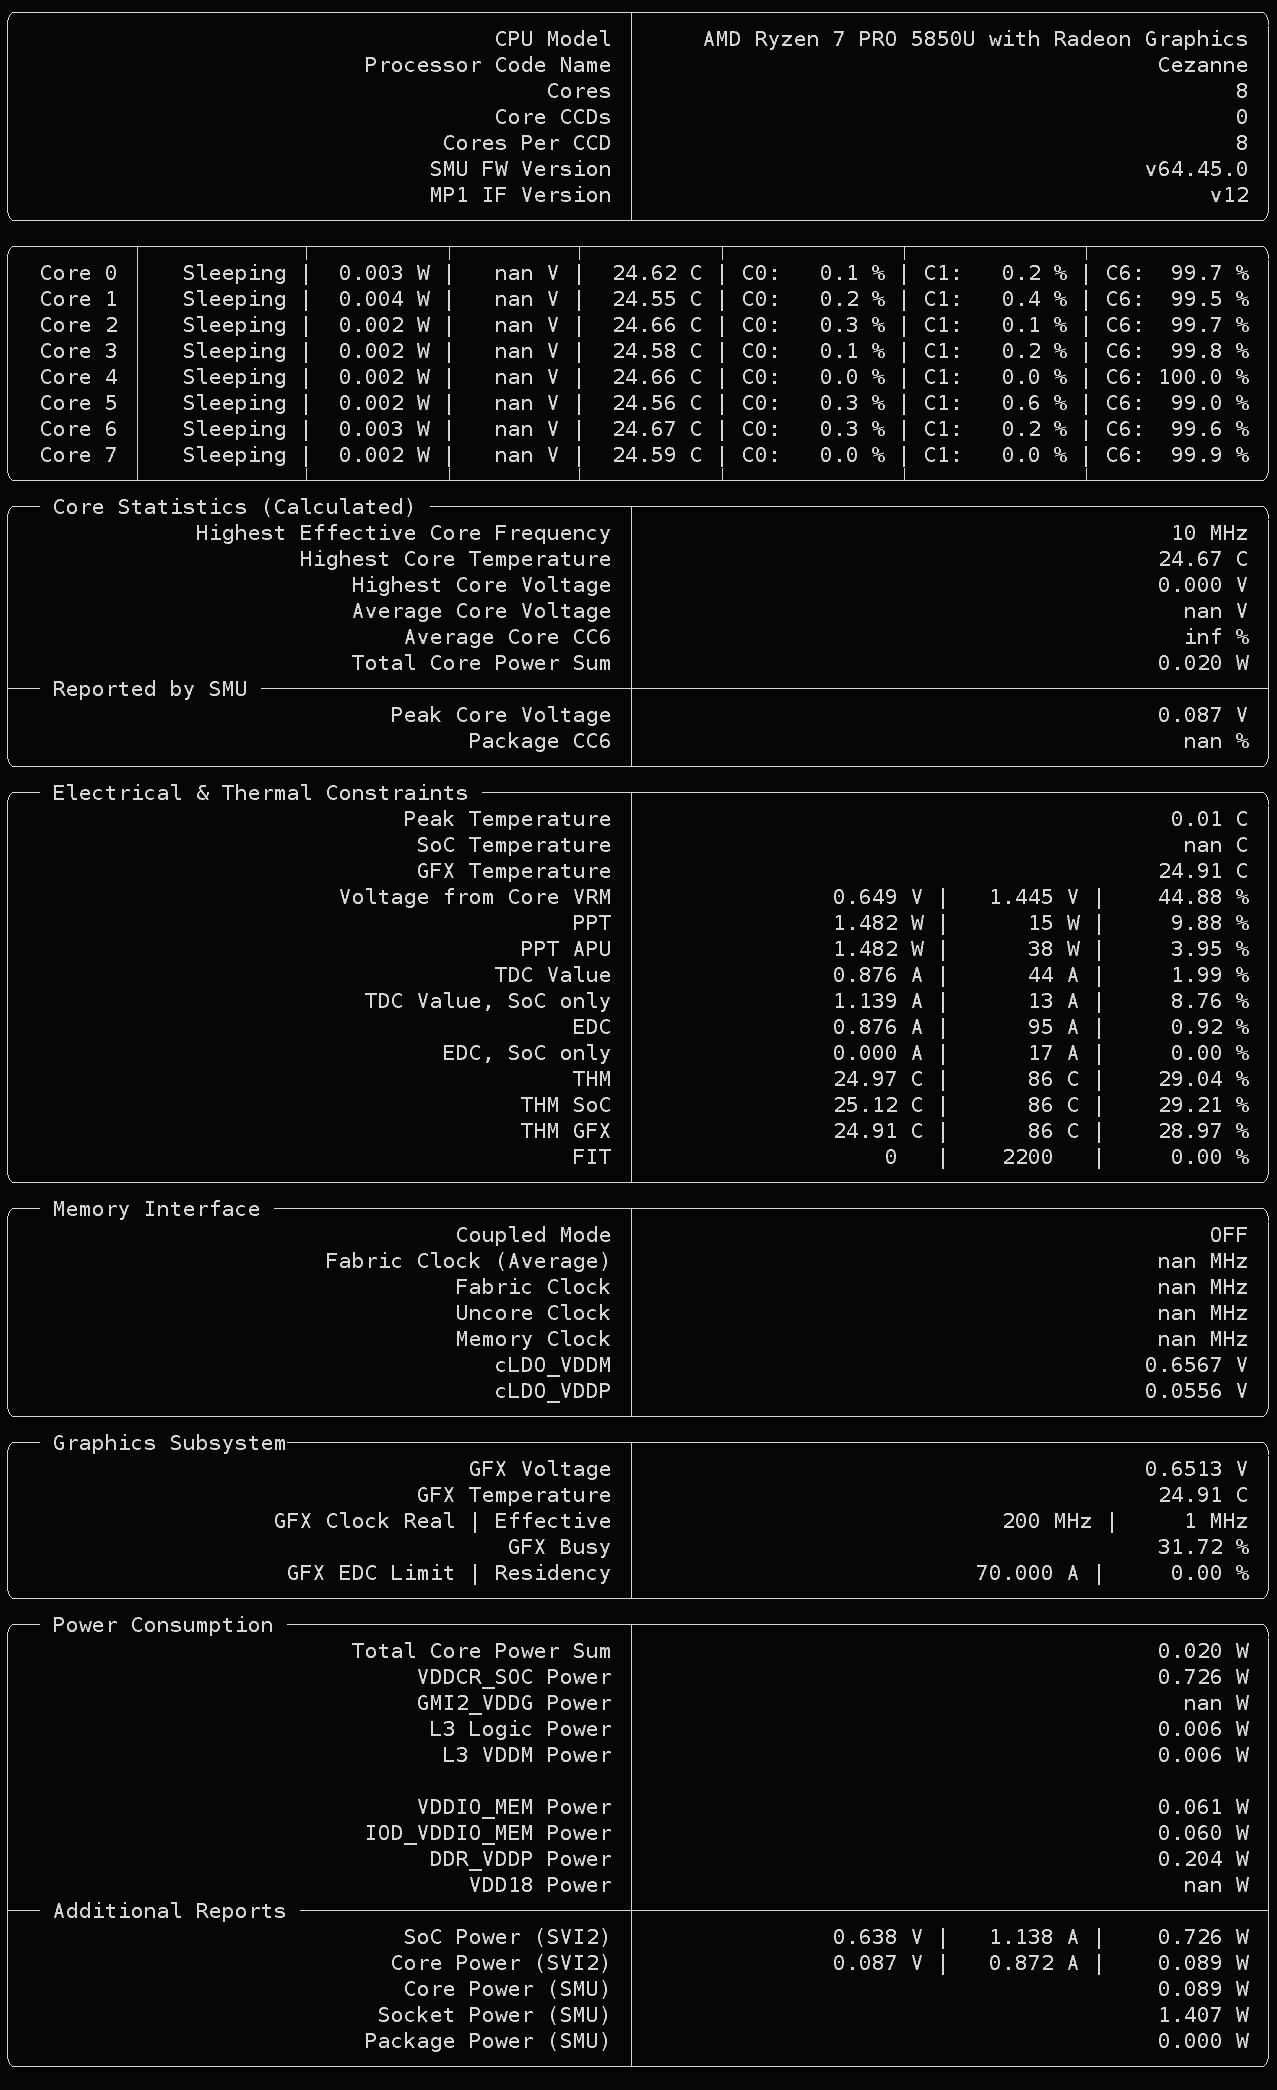 CPU Model | AMD Ryzen 7 PRO 5850U with Radeon Graphics
Processor Code Name | Cezanne
Cores | 8
Core CCDs | 0
Cores Per CCD | 8
SMU FW Version | v64.45.0
MP1 IF Version | v12
Core 0 | Sleeping | 0.003 W | nan V | 24.62 C | C0: 0.1 % | C1: 0.2 % | C6: 99.7 %
Core 1 | Sleeping | 0.004 W | nan V | 24.55 C | C0: 0.2 % | C1: 0.4 % | C6: 99.5 %
Core 2 | Sleeping | 0.002 W | nan V | 24.66 C | C0: 0.3 % | C1: 0.1 % | C6: 99.7 %
Core 3 | Sleeping | 0.002 W | nan V | 24.58 C | C0: 0.1 % | C1: 0.2 % | C6: 99.8 %
Core 4 | Sleeping | 0.002 W | nan V | 24.66 C | C0: 0.0 % | C1: 0.0 % | C6: 100.0 %
Core 5 | Sleeping | 0.002 W | nan V | 24.56 C | C0: 0.3 % | C1: 0.6 % | C6: 99.0 %
Core 6 | Sleeping | 0.003 W | nan V | 24.67 C | C0: 0.3 % | C1: 0.2 % | C6: 99.6 %
Core 7 | Sleeping | 0.002 W | nan V | 24.59 C | C0: 0.0 % | C1: 0.0 % | C6: 99.9 %
Core Statistics (Calculated)
Highest Effective Core Frequency | 10 MHz
Highest Core Temperature | 24.67 C
Highest Core Voltage | 0.000 V
Average Core Voltage | nan V
Average Core CC6 | inf %
Total Core Power Sum | 0.020 W
Reported by SMU
Peak Core Voltage | 0.087 V
Package CC6 | nan %
Electrical & Thermal Constraints
Peak Temperature | 0.01 C
SoC Temperature | nan C
GFX Temperature | 24.91 C
Voltage from Core VRM | 0.649 V | 1.445 V | 44.88 %
PPT | 1.482 W | 15 W | 9.88 %
PPT APU | 1.482 W | 38 W | 3.95 %
TDC Value | 0.876 A | 44 A | 1.99 %
TDC Value, SoC only | 1.139 A | 13 A | 8.76 %
EDC | 0.876 A | 95 A | 0.92 %
EDC, SoC only | 0.000 A | 17 A | 0.00 %
THM | 24.97 C | 86 C | 29.04 %
THM SoC | 25.12 C | 86 C | 29.21 %
THM GFX | 24.91 C | 86 C | 28.97 %
FIT | 0 | 2200 | 0.00 %
Memory Interface
Coupled Mode | OFF
Fabric Clock (Average) | nan MHz
Fabric Clock | nan MHz
Uncore Clock | nan MHz
Memory Clock | nan MHz
cLDO_VDDM | 0.6567 V
cLDO_VDDP | 0.0556 V
Graphics Subsystem
GFX Voltage | 0.6513 V
GFX Temperature | 24.91 C
GFX Clock Real | Effective | 200 MHz | 1 MHz
GFX Busy | 31.72 %
GFX EDC Limit | Residency | 70.000 A | 0.00 %
Power Consumption
Total Core Power Sum | 0.020 W
VDDCR_SOC Power | 0.726 W
GMI2_VDDG Power | nan W
L3 Logic Power | 0.006 W
L3 VDDM Power | 0.006 W
VDDIO_MEM Power | 0.061 W
IOD_VDDIO_MEM Power | 0.060 W
DDR_VDDP Power | 0.204 W
VDD18 Power | nan W
Additional Reports
SoC Power (SVI2) | 0.638 V | 1.138 A | 0.726 W
Core Power (SVI2) | 0.087 V | 0.872 A | 0.089 W
Core Power (SMU) | 0.089 W
Socket Power (SMU) | 1.407 W
Package Power (SMU) | 0.000 W